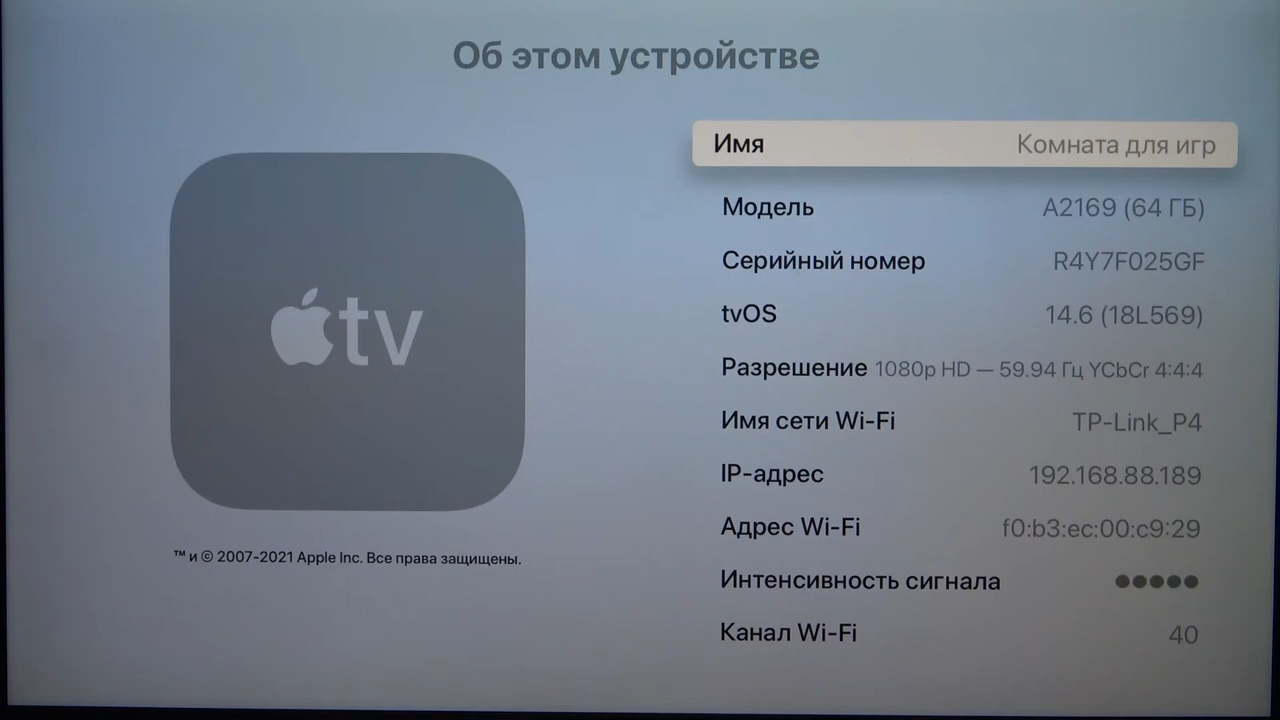 Об этом устройстве
Имя Комната для игр
tv
Модель A2169 (64 ГБ)
Серийный номер R4Y7F025GF
tvOS 14.6 (18L569)
Разрешение 1080p HD — 59.94 Гц YCbCr 4:4:4
Имя сети Wi-Fi TP-Link_P4
IP-адрес 192.168.88.189
Адрес Wi-Fi f0:b3:ec:00:c9:29
Интенсивность сигнала
Канал Wi-Fi 40
™ и © 2007-2021 Apple Inc. Все права защищены.